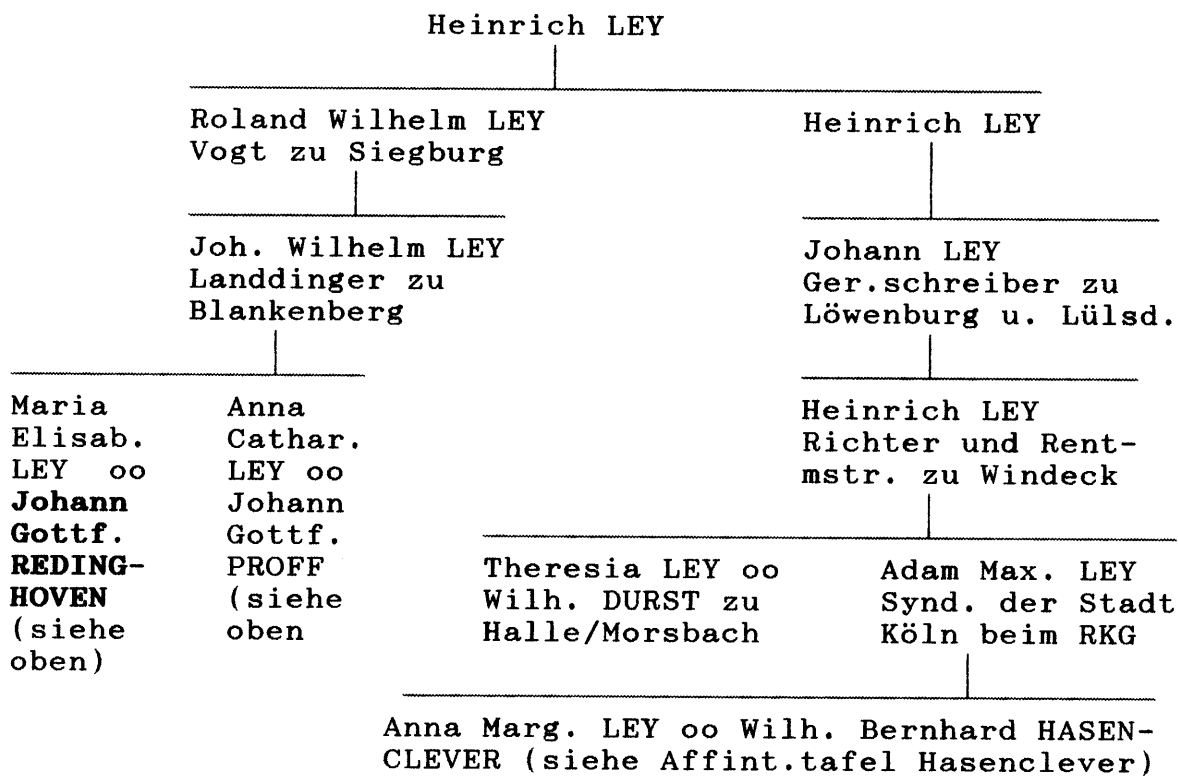 Heinrich LEY
Roland Wilhelm LEY
Vogt zu Siegburg
Heinrich LEY
Joh. Wilhelm LEY
Landdinger zu
Blankenberg
Johann LEY
Ger.schreiber zu
Löwenburg u. Lülsd.
Maria
Elisab.
LEY oo
Johann
Gottf.
REDING-
HOVEN
(siehe
oben)
Anna
Cathar.
LEY oo
Johann
Gottf.
PROFF
(siehe
oben
Heinrich LEY
Richter und Rent-
mstr. zu Windeck
Theresia LEY oo
Wilh. DURST zu
Halle/Morsbach
Adam Max. LEY
Synd. der Stadt
Köln beim RKG
Anna Marg. LEY oo Wilh. Bernhard HASEN-
CLEVER (siehe Affint.tafel Hasenclever)